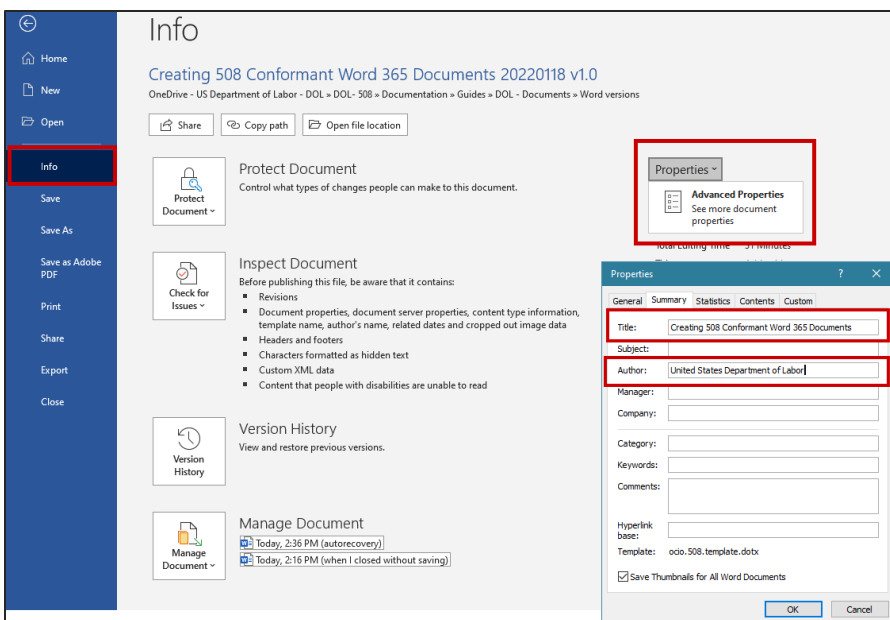 Info
Home
New
Open
Info
Save
Save As
Save as Adobe
PDF
Print
Share
Export
Close
Creating 508 Conformant Word 365 Documents 20220118 v1.0
OneDrive - US Department of Labor - DOL » DOL- 508 » Documentation » Guides » DOL - Documents » Word versions
Share
Copy path
Open file location
Protect
Document
Protect Document
Control what types of changes people can make to this document.
Check for
Issues
Inspect Document
Before publishing this file, be aware that it contains:
Revisions
Document properties, document server properties, content type information,
template name, author's name, related dates and cropped out image data
Headers and footers
Characters formatted as hidden text
Custom XML data
Content that people with disabilities are unable to read
Version
History
Version History
View and restore previous versions.
Manage
Document
Manage Document
Today, 2:36 PM (autorecovery)
Today, 2:16 PM (when I closed without saving)
Properties
Advanced Properties
See more document
properties
Total Editing Time 51 Minutes
Properties ? ×
General Summary Statistics Contents Custom
Title: Creating 508 Conformant Word 365 Documents
Subject:
Author: United States Department of Labor
Manager:
Company:
Category:
Keywords:
Comments:
Hyperlink
base:
Template: ocio.508.template.dotx
Save Thumbnails for All Word Documents
OK Cancel